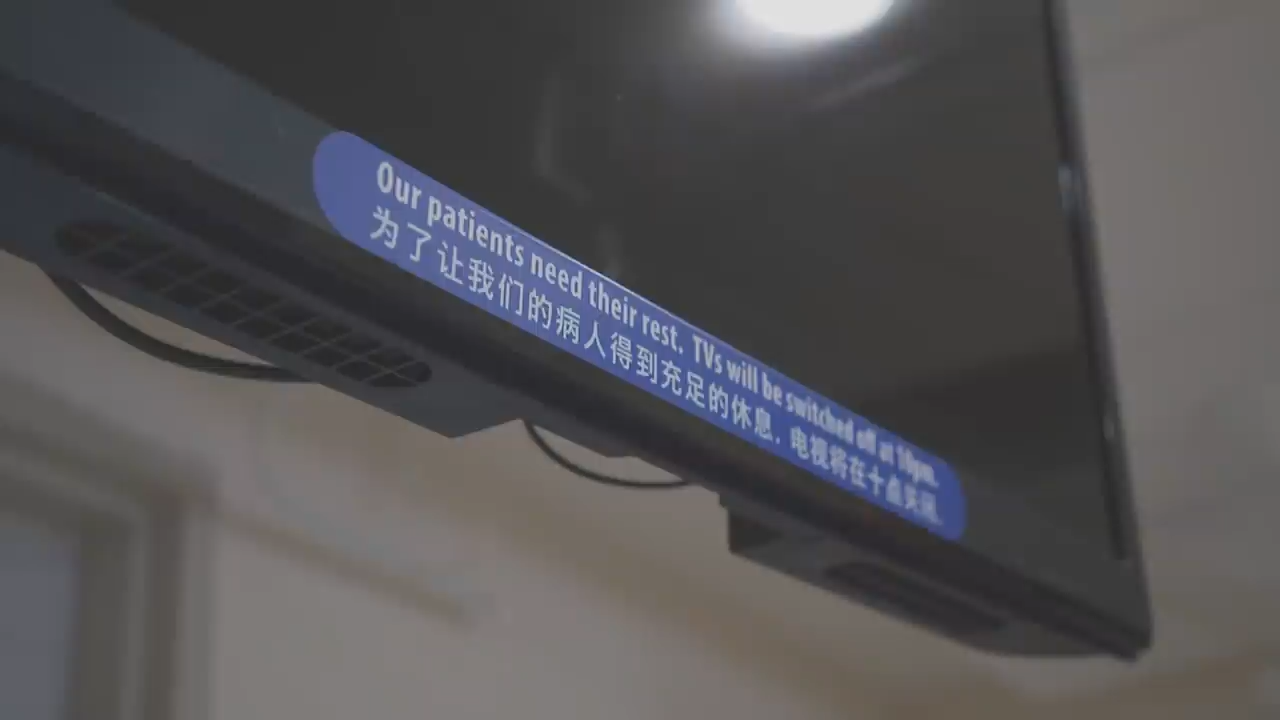 Our patients need their rest. TVs will be switched off at 10pm.
为了让我们的病人得到充足的休息. 电视将在十点关闭.